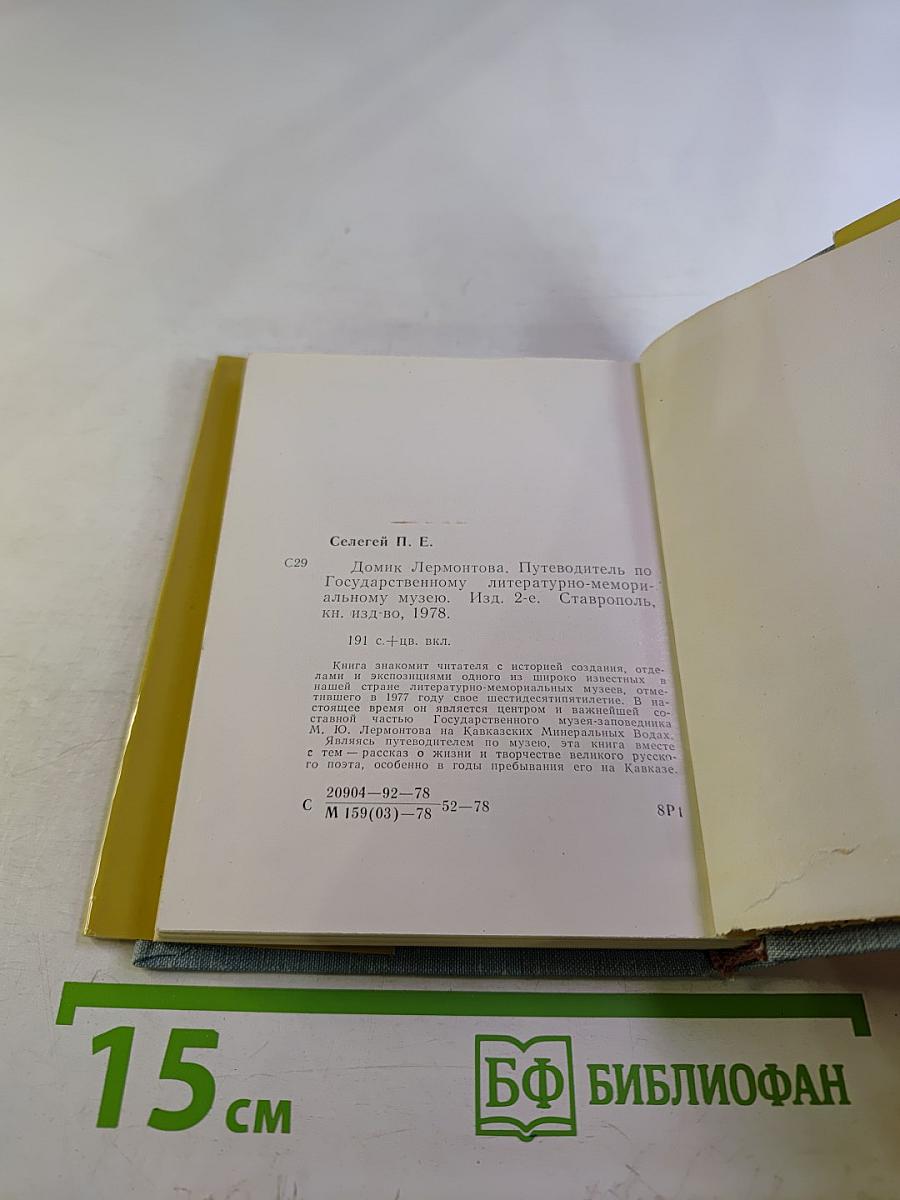 Селегей П. Е.
С29
Домик Лермонтова. Путеводитель по
Государственному литературно-мемори-
альному музею. Изд. 2-е. Ставрополь,
кн. изд-во, 1978.
191 с.+цв. вкл.
Книга знакомит читателя с историей создания, отде-
лами и экспозициями одного из широко известных в
нашей стране литературно-мемориальных музеев, отме-
тившего в 1977 году свое шестидесятипятилетие. В на-
стоящее время он является центром и важнейшей со-
ставной частью Государственного музея-заповедника
М. Ю. Лермонтова на Кавказских Минеральных Водах.
Являясь путеводителем по музею, эта книга вместе
с тем — рассказ о жизни и творчестве великого русско-
го поэта, особенно в годы пребывания его на Кавказе.
20904—92—78
С 52—78
М 159(03)—78
8Р1
15 см
БФ БИБЛИОФАН